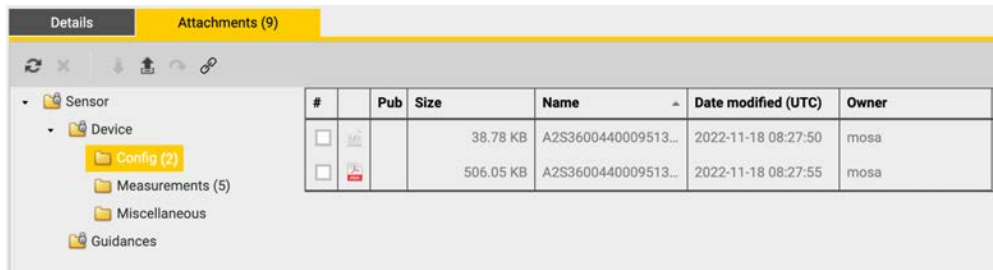 Details Attachments (9)
Sensor
Device
Config (2)
Measurements (5)
Miscellaneous
Guidances
# Pub Size Name Date modified (UTC) Owner
38.78 KB A2S3600440009513... 2022-11-18 08:27:50 mosa
506.05 KB A2S3600440009513... 2022-11-18 08:27:55 mosa